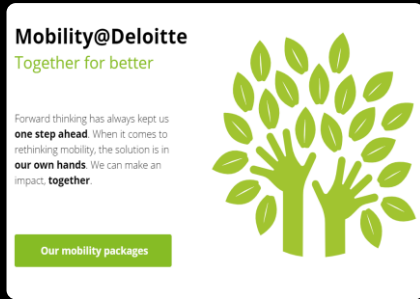 Mobility@Deloitte
Together for better
Forward thinking has always kept us
one step ahead. When it comes to
rethinking mobility, the solution is in
our own hands. We can make an
impact, together.
Our mobility packages